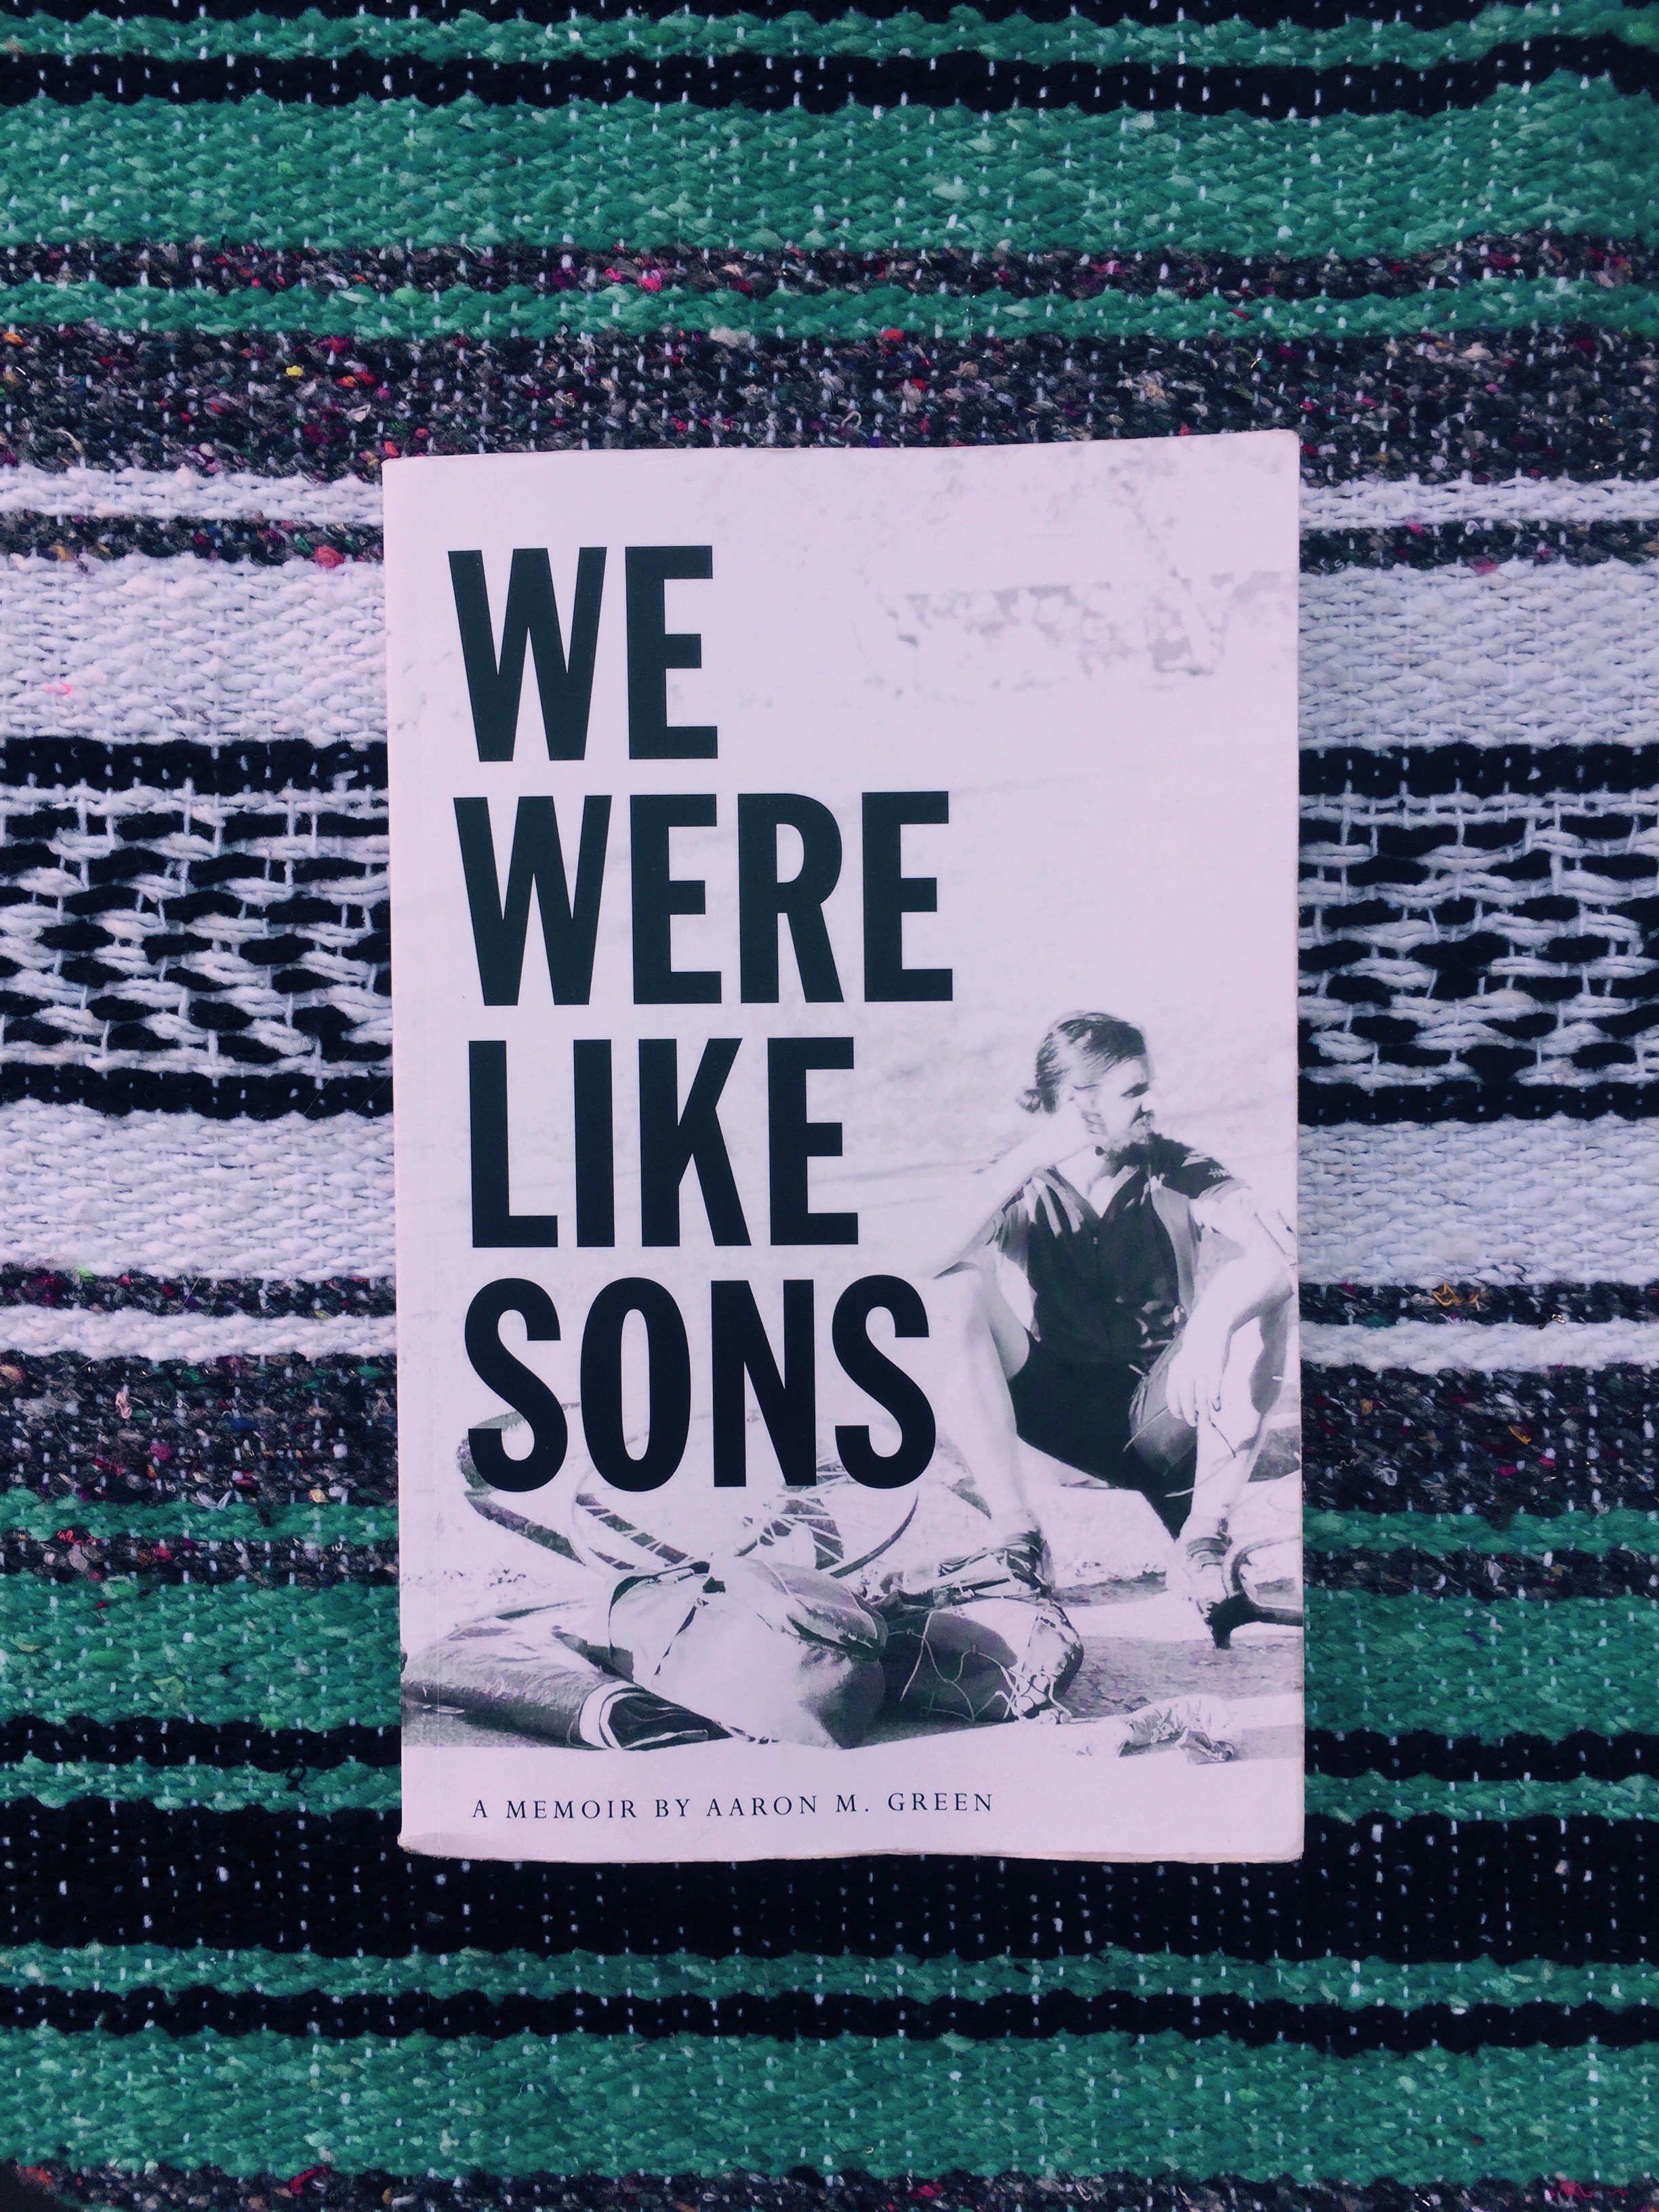 WE
WERE
LIKE
SONS
A MEMOIR BY AARON M. GREEN